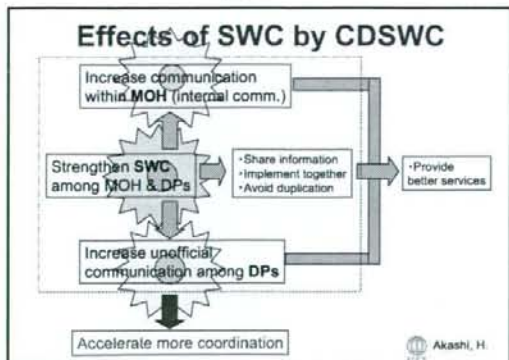 Effects of SWC by CDSWC
Increase communication
within MOH (internal comm.)
Strengthen SWC
among MOH & DPs
・Share information
・Implement together
・Avoid duplication
・Provide
better services
Increase unofficial
communication among DPs
Accelerate more coordination
Akashi, H.